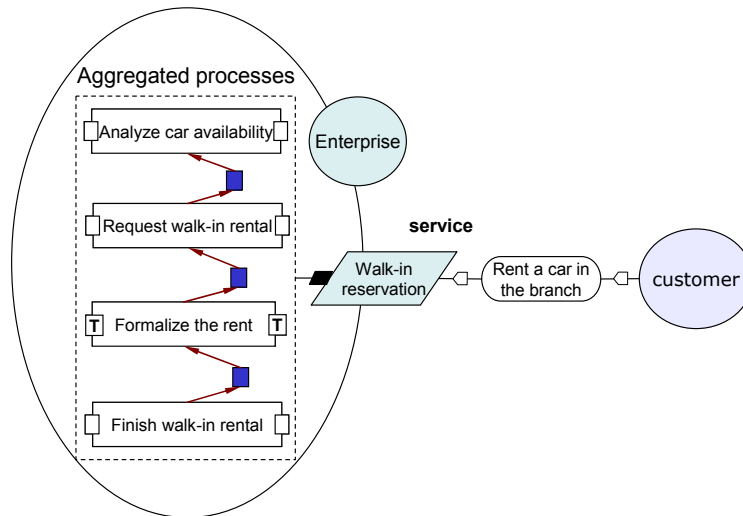 Aggregated processes
Analyze car availability
Request walk-in rental
T Formalize the rent T
Finish walk-in rental
Enterprise
service
Walk-in
reservation
Rent a car in
the branch
customer